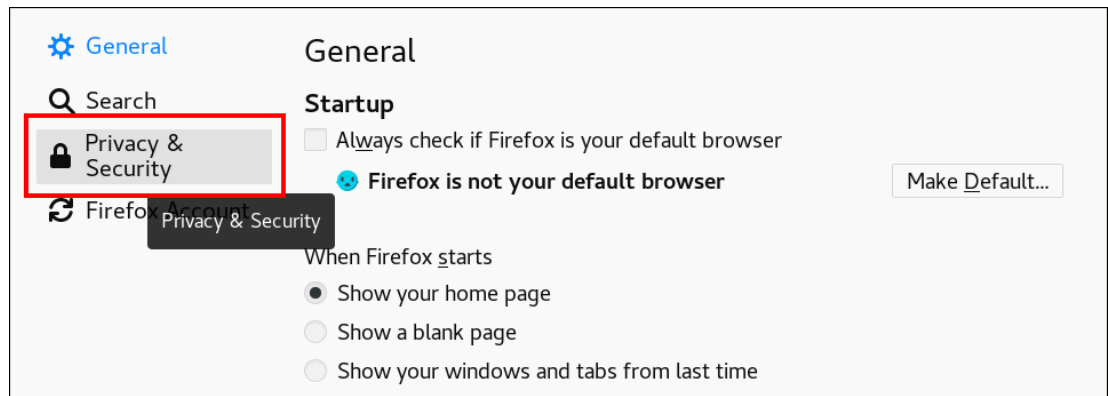 General
Search
Privacy &
Security
Firefox Account
Privacy & Security
General
Startup
Always check if Firefox is your default browser
Firefox is not your default browser
Make Default...
When Firefox starts
Show your home page
Show a blank page
Show your windows and tabs from last time